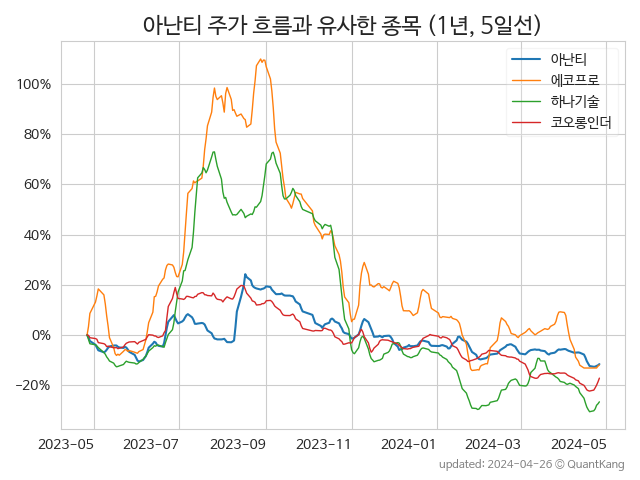 아난티 주가 흐름과 유사한 종목 (1년, 5일선)
아난티
에코프로
하나기술
코오롱인더
100%
80%
60%
40%
20%
0%
−20%
2023-05 2023-07 2023-09 2023-11 2024-01 2024-03 2024-05
updated: 2024-04-26 © QuantKang